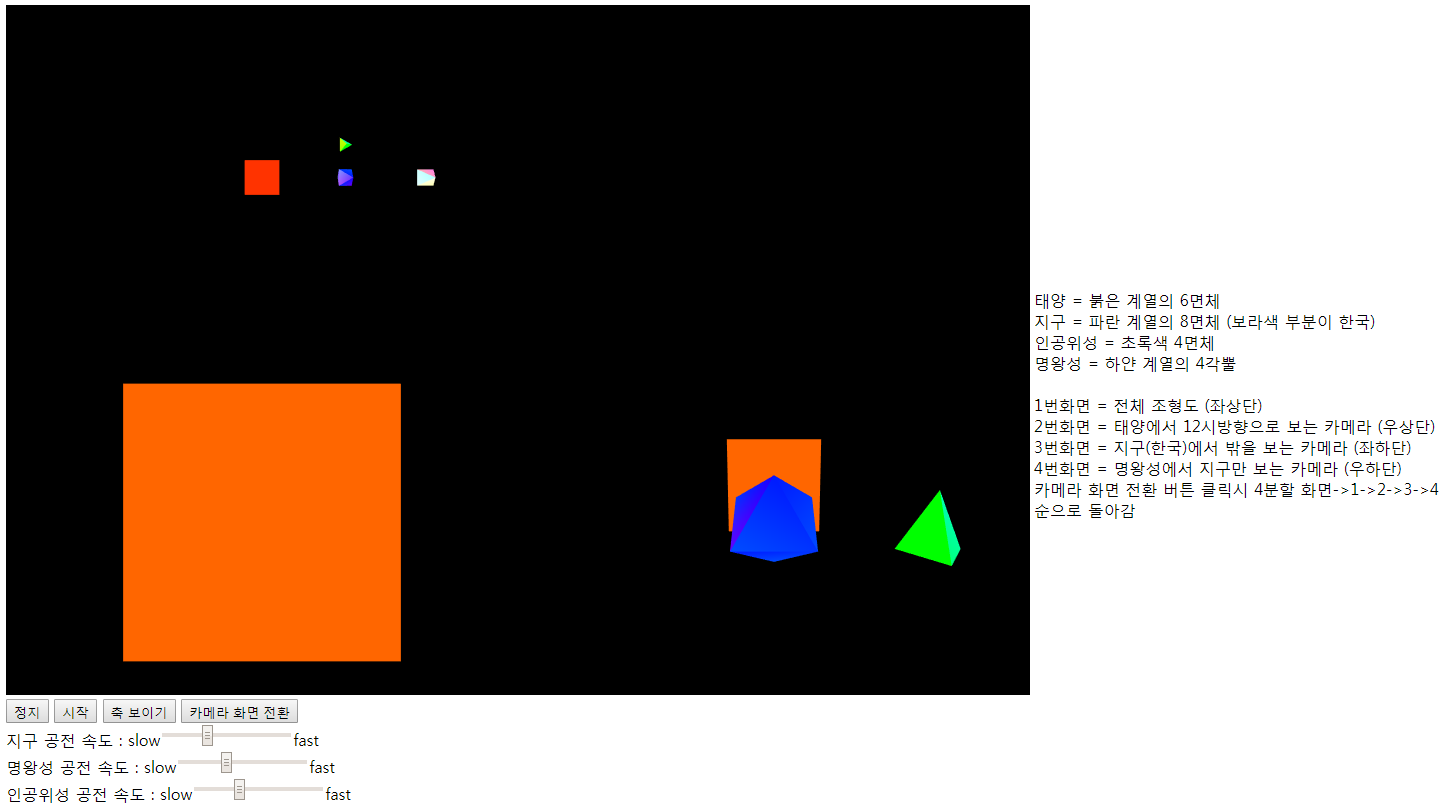 태양 = 붉은 계열의 6면체
지구 = 파란 계열의 8면체 (보라색 부분이 한국)
인공위성 = 초록색 4면체
명왕성 = 하얀 계열의 4각뿔
1번화면 = 전체 조형도 (좌상단)
2번화면 = 태양에서 12시방향으로 보는 카메라 (우상단)
3번화면 = 지구(한국)에서 밖을 보는 카메라 (좌하단)
4번화면 = 명왕성에서 지구만 보는 카메라 (우하단)
카메라 화면 전환 버튼 클릭시 4분할 화면->1->2->3->4
순으로 돌아감
정지 시작 축 보이기 카메라 화면 전환
지구 공전 속도 : slow fast
명왕성 공전 속도 : slow fast
인공위성 공전 속도 : slow fast